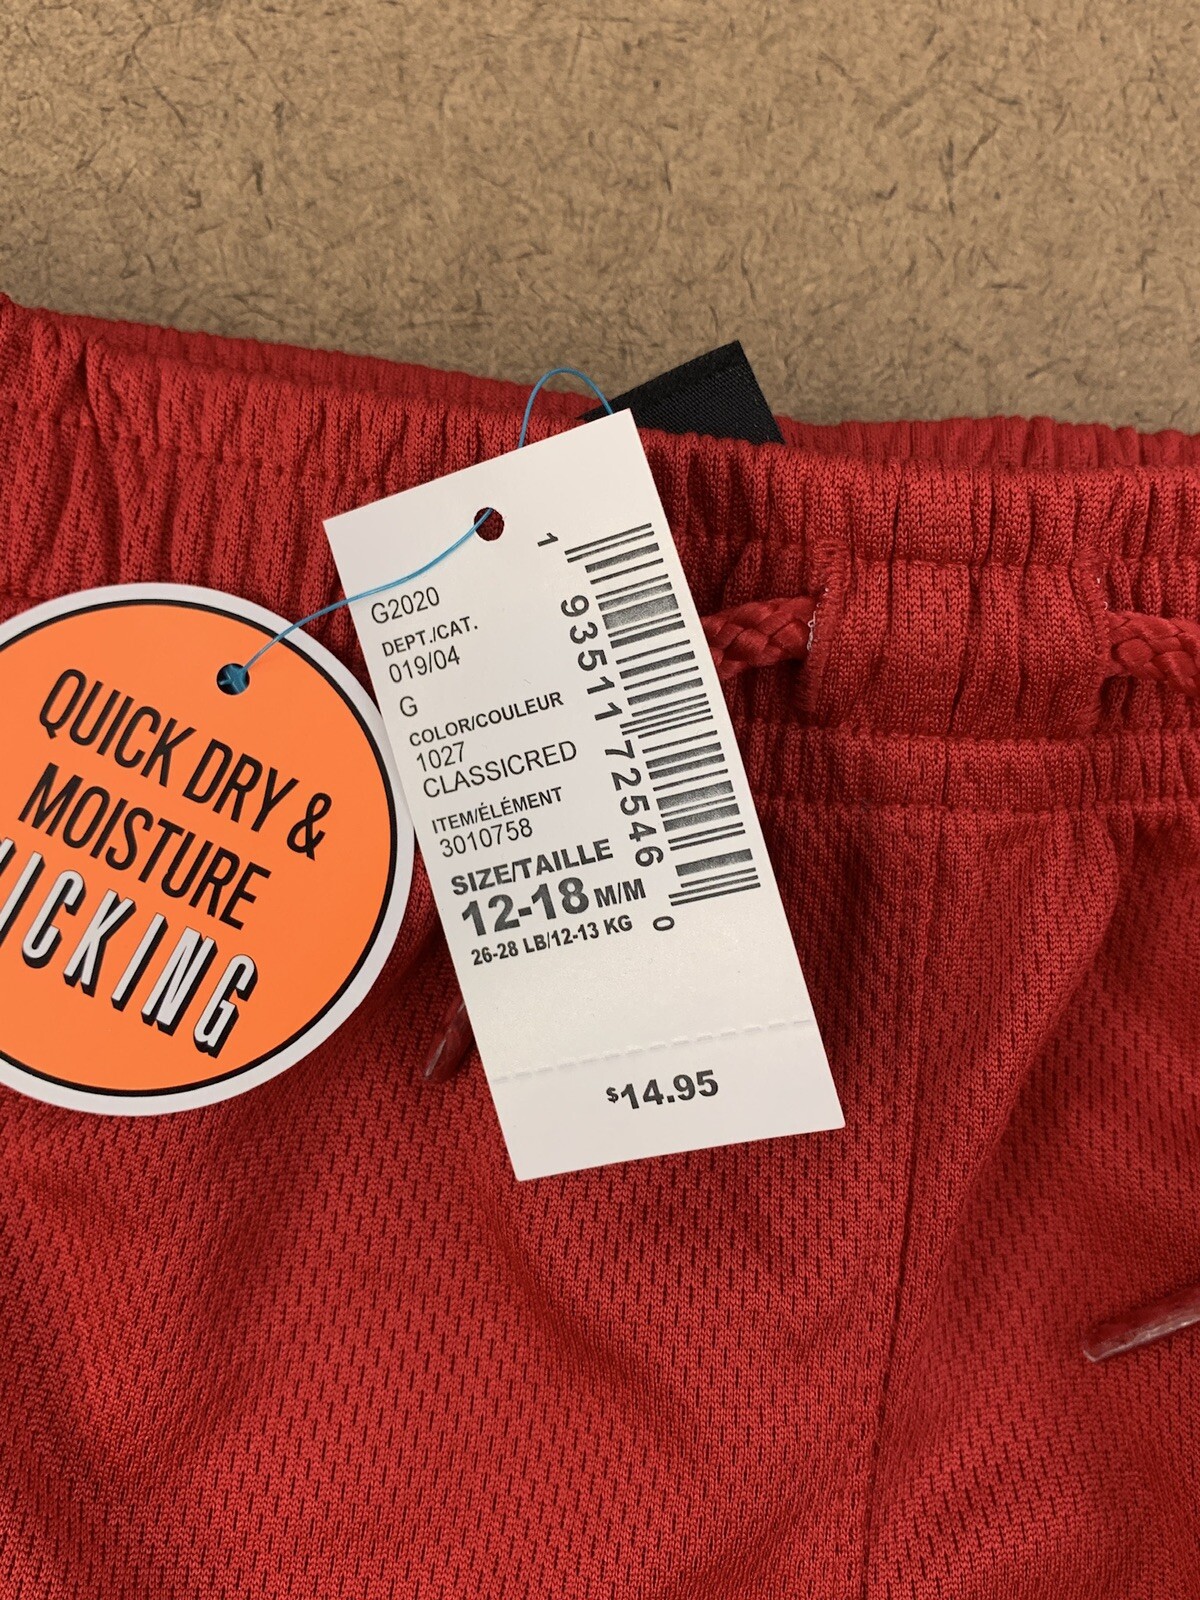 QUICK DRY &
MOISTURE
ICKING
G2020
DEPT./CAT.
019/04
G
COLOR/COULEUR
1027
CLASSICRED
ITEM/ÉLÉMENT
3010758
SIZE/TAILLE
12-18 M/M
26-28 LB/12-13 KG
1 93511 72546 0
$14.95